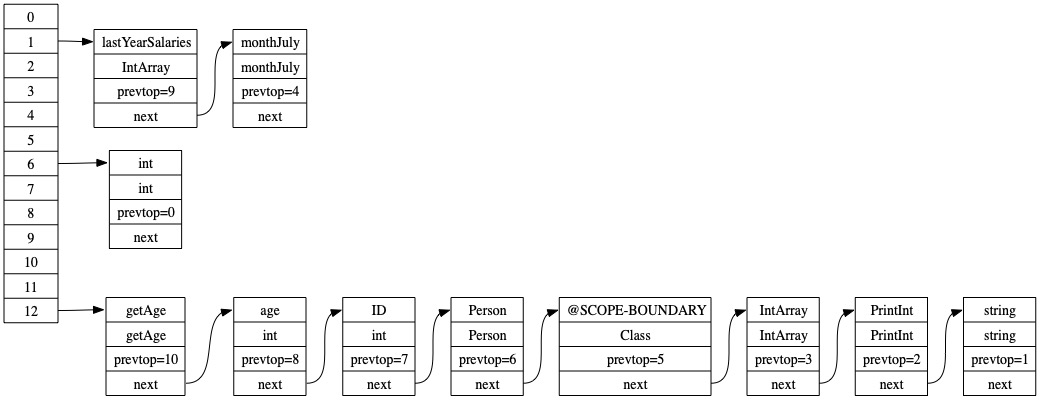 0
1
2
3
4
5
6
7
8
9
10
11
12
lastYearSalaries
IntArray
prevtop=9
next
monthJuly
monthJuly
prevtop=4
next
int
int
prevtop=0
next
getAge
getAge
prevtop=10
next
age
int
prevtop=8
next
ID
int
prevtop=7
next
Person
Person
prevtop=6
next
@SCOPE-BOUNDARY
Class
prevtop=5
next
IntArray
IntArray
prevtop=3
next
PrintInt
PrintInt
prevtop=2
next
string
string
prevtop=1
next